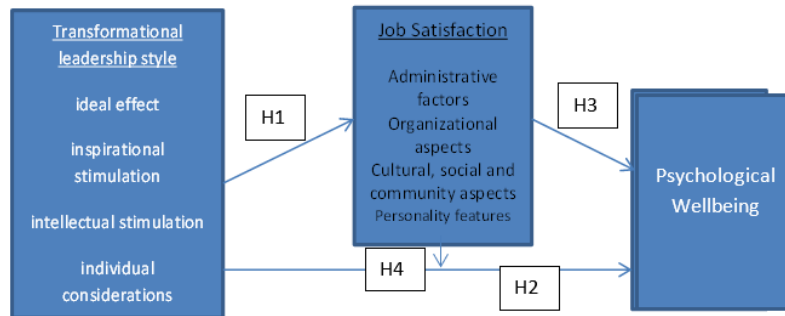 Transformational
leadership style
ideal effect
inspirational
stimulation
intellectual stimulation
individual
considerations
H1
Job Satisfaction
Administrative
factors
Organizational
aspects
Cultural, social and
community aspects
Personality features
H3
H4
H2
Psychological
Wellbeing